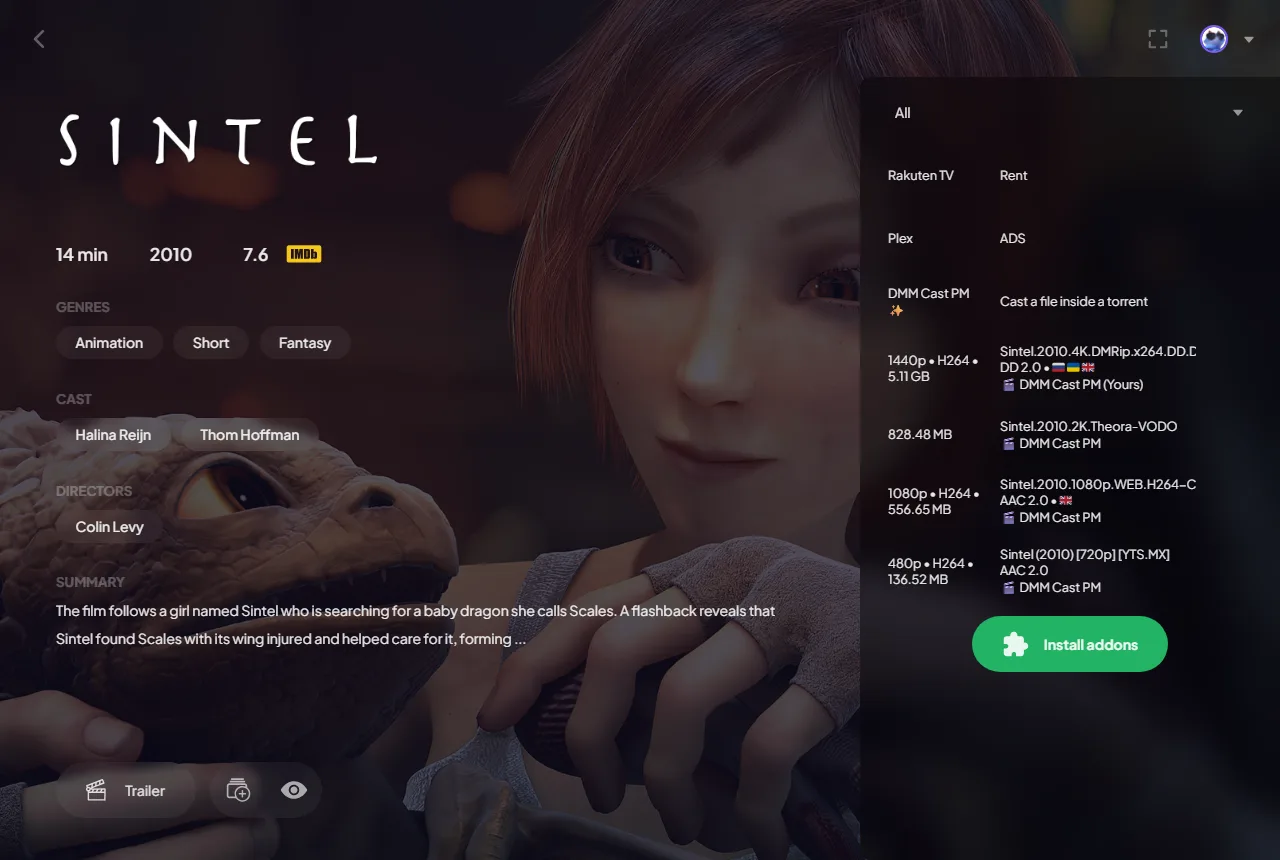 SINTEL
14 min 2010 7.6 IMDb
GENRES
Animation Short Fantasy
CAST
Halina Reijn Thom Hoffman
DIRECTORS
Colin Levy
SUMMARY
The film follows a girl named Sintel who is searching for a baby dragon she calls Scales. A flashback reveals that
Sintel found Scales with its wing injured and helped care for it, forming ...
Trailer
All
Rakuten TV Rent
Plex ADS
DMM Cast PM
✨
Cast a file inside a torrent
1440p • H264 •
5.11 GB
Sintel.2010.4K.DMRip.x264.DD.D
DD 2.0 • 🇷🇺🇺🇦🇬🇧
🎬 DMM Cast PM (Yours)
828.48 MB
Sintel.2010.2K.Theora-VODO
🎬 DMM Cast PM
1080p • H264 •
556.65 MB
Sintel.2010.1080p.WEB.H264-C
AAC 2.0 • 🇬🇧
🎬 DMM Cast PM
480p • H264 •
136.52 MB
Sintel (2010) [720p] [YTS.MX]
AAC 2.0
🎬 DMM Cast PM
Install addons